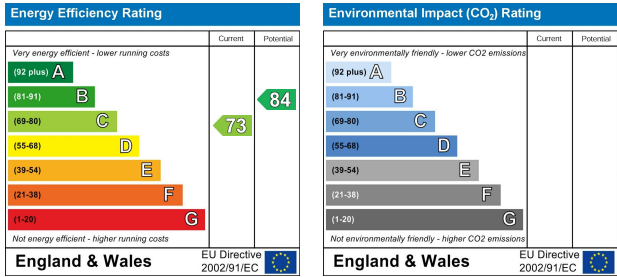 Energy Efficiency Rating
Current Potential
Very energy efficient - lower running costs
(92 plus) A
(81-91) B
84
(69-80) C
73
(55-68) D
(39-54) E
(21-38) F
(1-20) G
Not energy efficient - higher running costs
England & Wales
EU Directive
2002/91/EC
Environmental Impact (CO₂) Rating
Current Potential
Very environmentally friendly - lower CO2 emissions
(92 plus) A
(81-91) B
(69-80) C
(55-68) D
(39-54) E
(21-38) F
(1-20) G
Not environmentally friendly - higher CO2 emissions
England & Wales
EU Directive
2002/91/EC